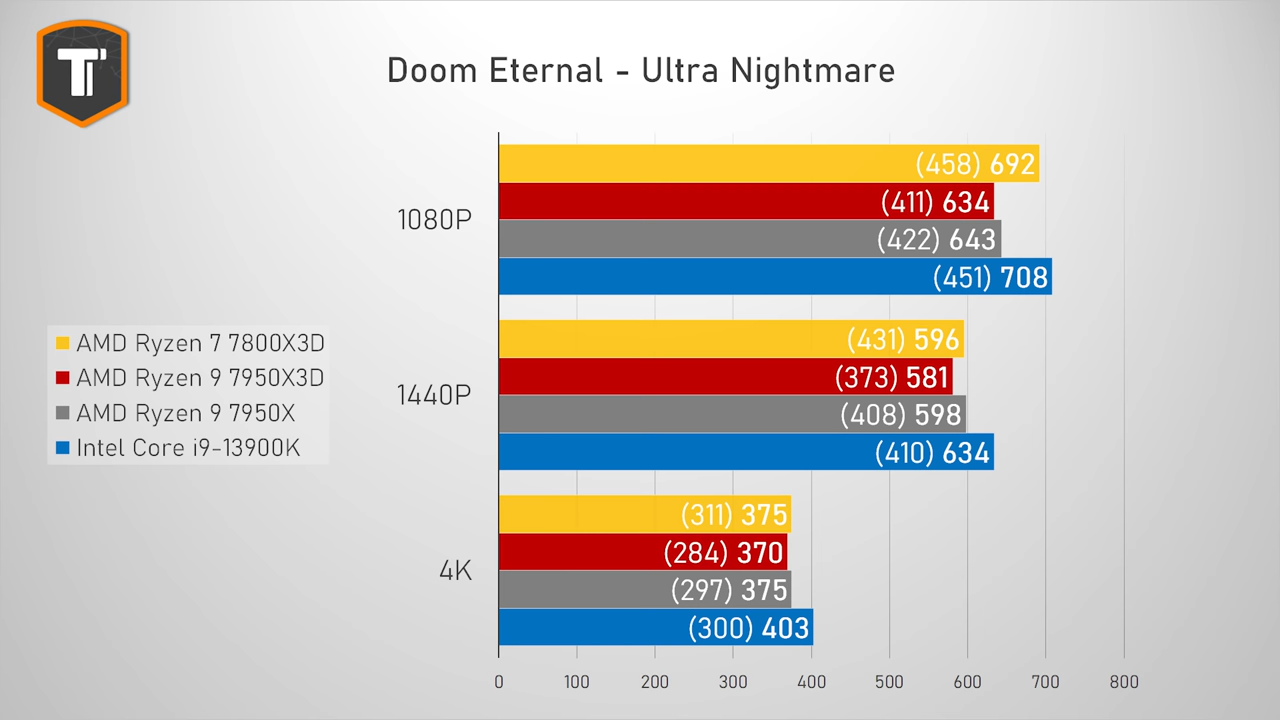 T
Doom Eternal - Ultra Nightmare
1080P
(458) 692
(411) 634
(422) 643
(451) 708
AMD Ryzen 7 7800X3D
AMD Ryzen 9 7950X3D
AMD Ryzen 9 7950X
Intel Core i9-13900K
1440P
(431) 596
(373) 581
(408) 598
(410) 634
4K
(311) 375
(284) 370
(297) 375
(300) 403
0 100 200 300 400 500 600 700 800